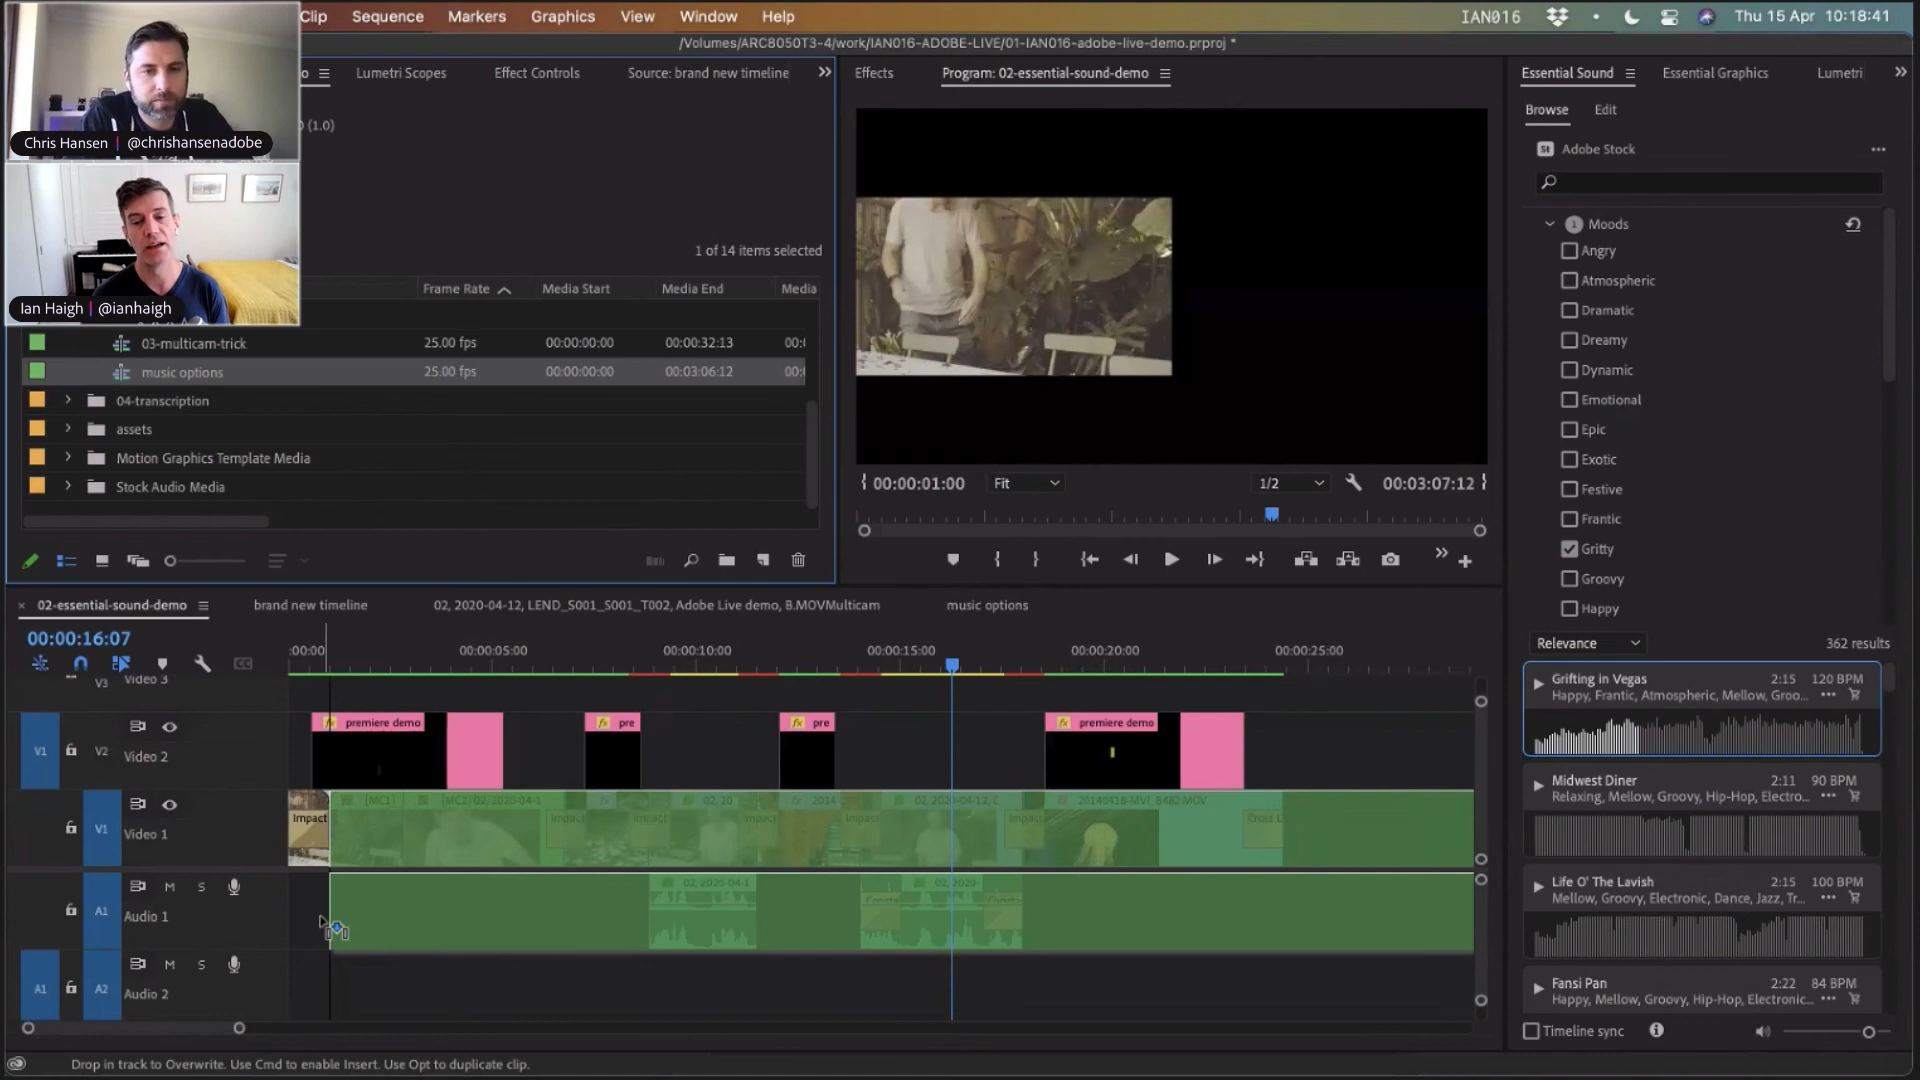 Clip Sequence Markers Graphics View Window Help IAN016 Thu 15 Apr 10:18:41
/Volumes/ARC8050T3-4/work/IAN016-ADOBE-LIVE/01-IAN016-adobe-live-demo.prproj *
Lumetri Scopes Effect Controls Source: brand new timeline
Effects Program: 02-essential-sound-demo
Essential Sound Essential Graphics Lumetri
Browse Edit
Chris Hansen | @chrishansenadobe
Ian Haigh | @ianhaigh
(1.0)
1 of 14 items selected
Frame Rate Media Start Media End Media
03-multicam-trick 25.00 fps 00:00:00:00 00:00:32:13 00:
music options 25.00 fps 00:00:00:00 00:03:06:12 00:
04-transcription
assets
Motion Graphics Template Media
Stock Audio Media
00:00:01:00 Fit 1/2 00:03:07:12
St Adobe Stock
Moods
Angry
Atmospheric
Dramatic
Dreamy
Dynamic
Emotional
Epic
Exotic
Festive
Frantic
Gritty
Groovy
Happy
Relevance 362 results
Grifting in Vegas 2:15 120 BPM
Happy, Frantic, Atmospheric, Mellow, Groo...
Midwest Diner 2:11 90 BPM
Relaxing, Mellow, Groovy, Hip-Hop, Electro...
Life O' The Lavish 2:15 100 BPM
Mellow, Groovy, Electronic, Dance, Jazz, Tr...
Fansi Pan 2:22 84 BPM
Happy, Mellow, Groovy, Hip-Hop, Electronic...
Timeline sync
× 02-essential-sound-demo brand new timeline 02, 2020-04-12, LEND_S001_S001_T002, Adobe Live demo, B.MOVMulticam music options
00:00:16:07
:00:00 00:00:05:00 00:00:10:00 00:00:15:00 00:00:20:00 00:00:25:00
CC
V3 Video 3
V1 V2 Video 2
fx premiere demo fx pre fx pre fx premiere demo
V1 Video 1
Impact [MC1] [MC2] 02, 2020-04-1 02, 20 2014- 02, 2020-04-12, C 20140418-MVI_8482.MOV
Impact Impact Impact Impact Impac Cross L
A1 M S Audio 1
02, 2020-04-1 02, 2020-
Consta Consta
A1 A2 M S Audio 2
Drop in track to Overwrite. Use Cmd to enable Insert. Use Opt to duplicate clip.